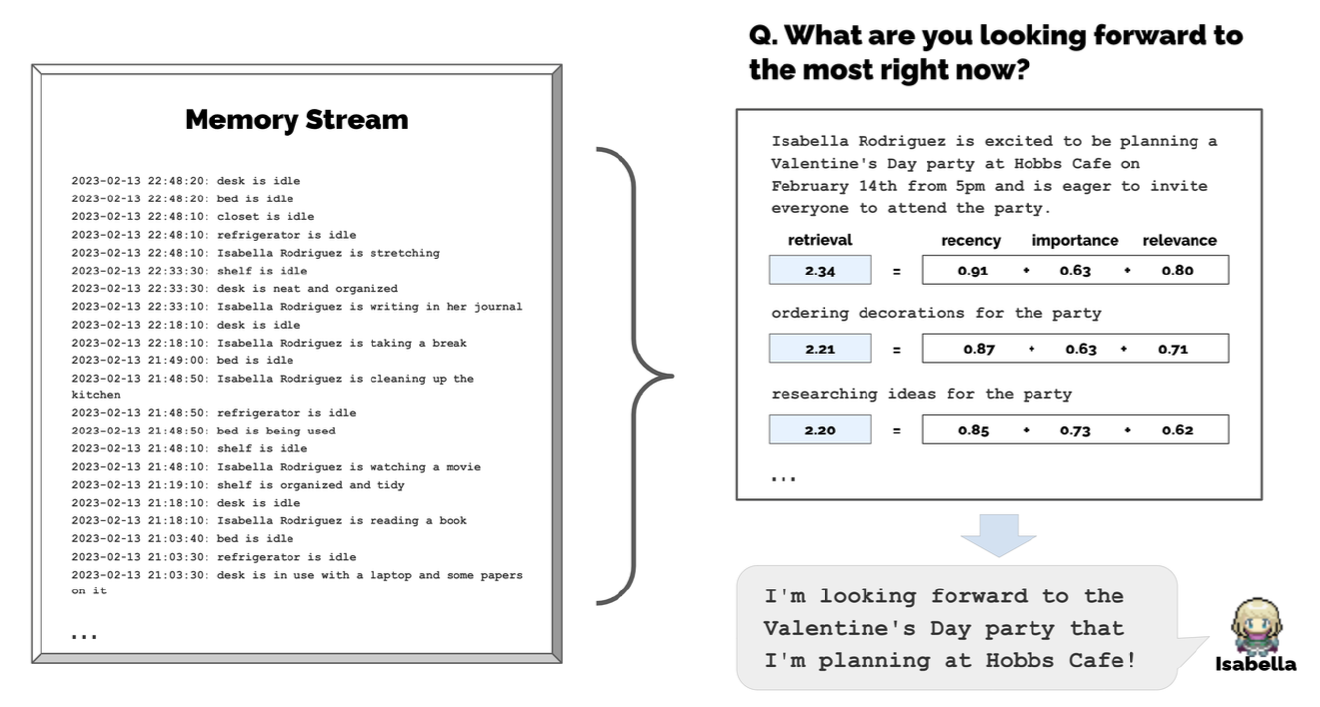 Memory Stream
2023-02-13 22:48:20: desk is idle
2023-02-13 22:48:20: bed is idle
2023-02-13 22:48:10: closet is idle
2023-02-13 22:48:10: refrigerator is idle
2023-02-13 22:48:10: Isabella Rodriguez is stretching
2023-02-13 22:33:30: shelf is idle
2023-02-13 22:33:30: desk is neat and organized
2023-02-13 22:33:10: Isabella Rodriguez is writing in her journal
2023-02-13 22:18:10: desk is idle
2023-02-13 22:18:10: Isabella Rodriguez is taking a break
2023-02-13 21:49:00: bed is idle
2023-02-13 21:48:50: Isabella Rodriguez is cleaning up the
kitchen
2023-02-13 21:48:50: refrigerator is idle
2023-02-13 21:48:50: bed is being used
2023-02-13 21:48:10: shelf is idle
2023-02-13 21:48:10: Isabella Rodriguez is watching a movie
2023-02-13 21:19:10: shelf is organized and tidy
2023-02-13 21:18:10: desk is idle
2023-02-13 21:18:10: Isabella Rodriguez is reading a book
2023-02-13 21:03:40: bed is idle
2023-02-13 21:03:30: refrigerator is idle
2023-02-13 21:03:30: desk is in use with a laptop and some papers
on it
...
Q. What are you looking forward to
the most right now?
Isabella Rodriguez is excited to be planning a
Valentine's Day party at Hobbs Cafe on
February 14th from 5pm and is eager to invite
everyone to attend the party.
retrieval recency importance relevance
2.34 = 0.91 + 0.63 + 0.80
ordering decorations for the party
2.21 = 0.87 + 0.63 + 0.71
researching ideas for the party
2.20 = 0.85 + 0.73 + 0.62
...
I'm looking forward to the
Valentine's Day party that
I'm planning at Hobbs Cafe!
Isabella